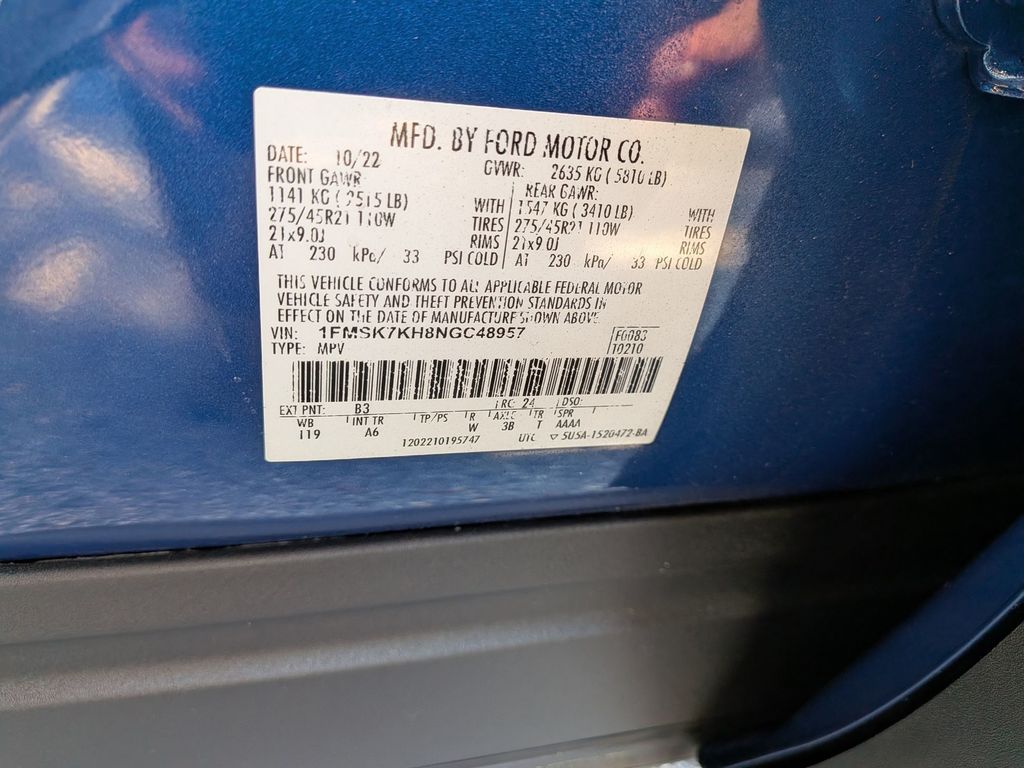 MFD. BY FORD MOTOR CO.
DATE: 10/22 GVWR: 2635 KG ( 5810 LB)
FRONT GAWR: REAR GAWR:
1141 KG ( 2515 LB) WITH 1547 KG ( 3410 LB) WITH
275/45R21 110W TIRES 275/45R21 110W TIRES
21x9.0J RIMS 21x9.0J RIMS
AT 230 kPa/ 33 PSI COLD AT 230 kPa/ 33 PSI COLD
THIS VEHICLE CONFORMS TO ALL APPLICABLE FEDERAL MOTOR
VEHICLE SAFETY AND THEFT PREVENTION STANDARDS IN
EFFECT ON THE DATE OF MANUFACTURE SHOWN ABOVE.
VIN: 1FMSK7KH8NGC48957 F0083
TYPE: MPV T0210
EXT PNT: B3 RC: 24 DSO:
WB INT TR TP/PS R AXLE TR SPR
119 A6 W 3B T AAAA
1202210195747 UTC ▽ 5U5A-1520472-BA